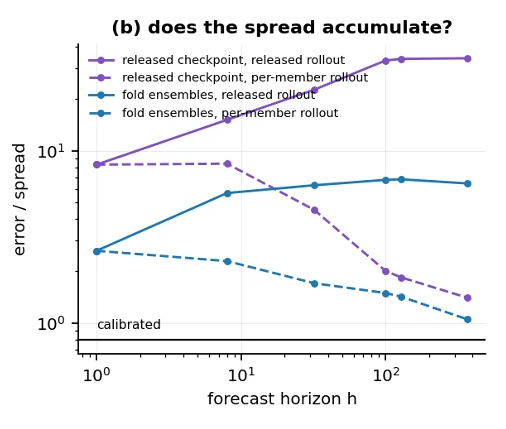 (b) does the spread accumulate?
released checkpoint, released rollout
released checkpoint, per-member rollout
fold ensembles, released rollout
fold ensembles, per-member rollout
error / spread
10¹
10⁰
calibrated
10⁰
10¹
10²
forecast horizon h